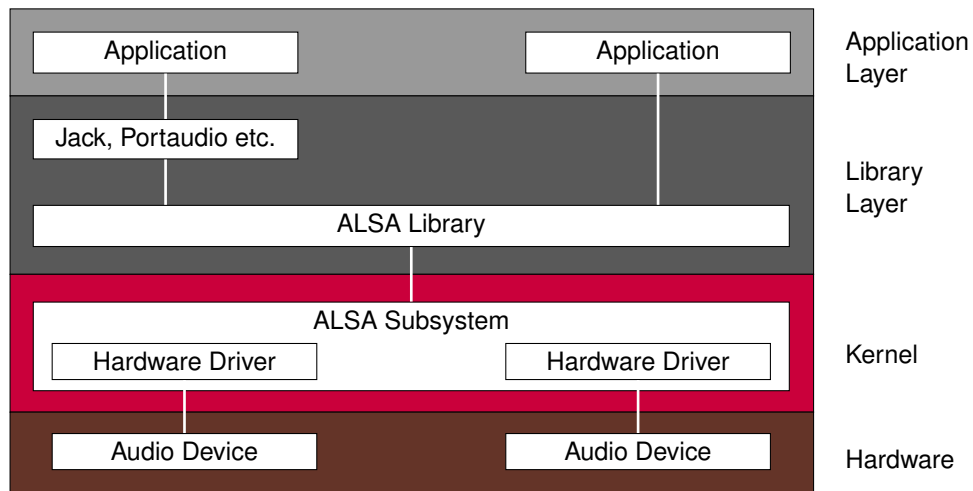 Application
Application
Application
Layer
Jack, Portaudio etc.
Library
Layer
ALSA Library
ALSA Subsystem
Hardware Driver
Hardware Driver
Kernel
Audio Device
Audio Device
Hardware